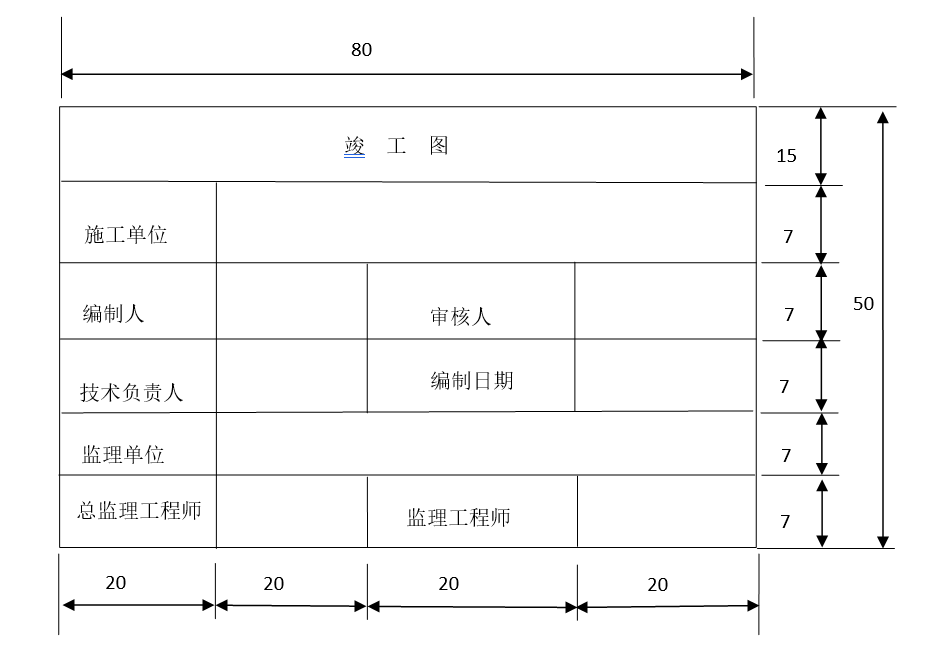 80
竣 工 图
15
施工单位
7
编制人
审核人
7
50
技术负责人
编制日期
7
监理单位
7
总监理工程师
监理工程师
7
20
20
20
20